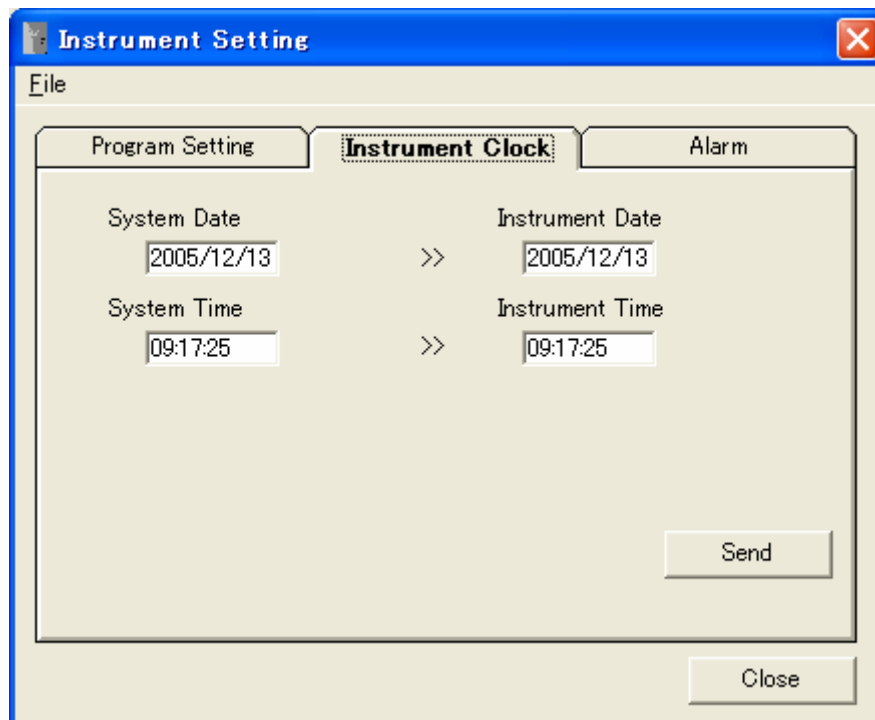 Instrument Setting
File
Program Setting Instrument Clock Alarm
System Date Instrument Date
2005/12/13 >> 2005/12/13
System Time Instrument Time
09:17:25 >> 09:17:25
Send
Close